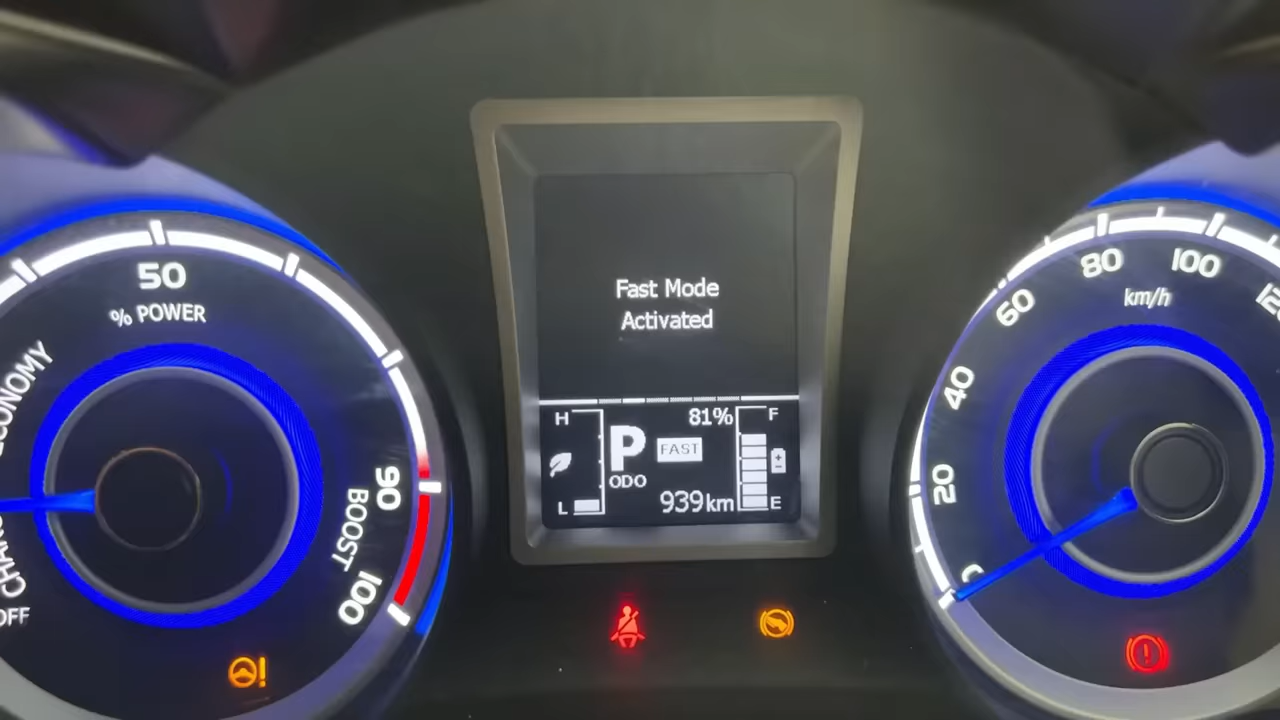 50
% POWER
ECONOMY
OFF
90
BOOST
100
Fast Mode
Activated
H
81%
F
P
FAST
ODO
L
939km
E
0
20
40
60
80
100
km/h